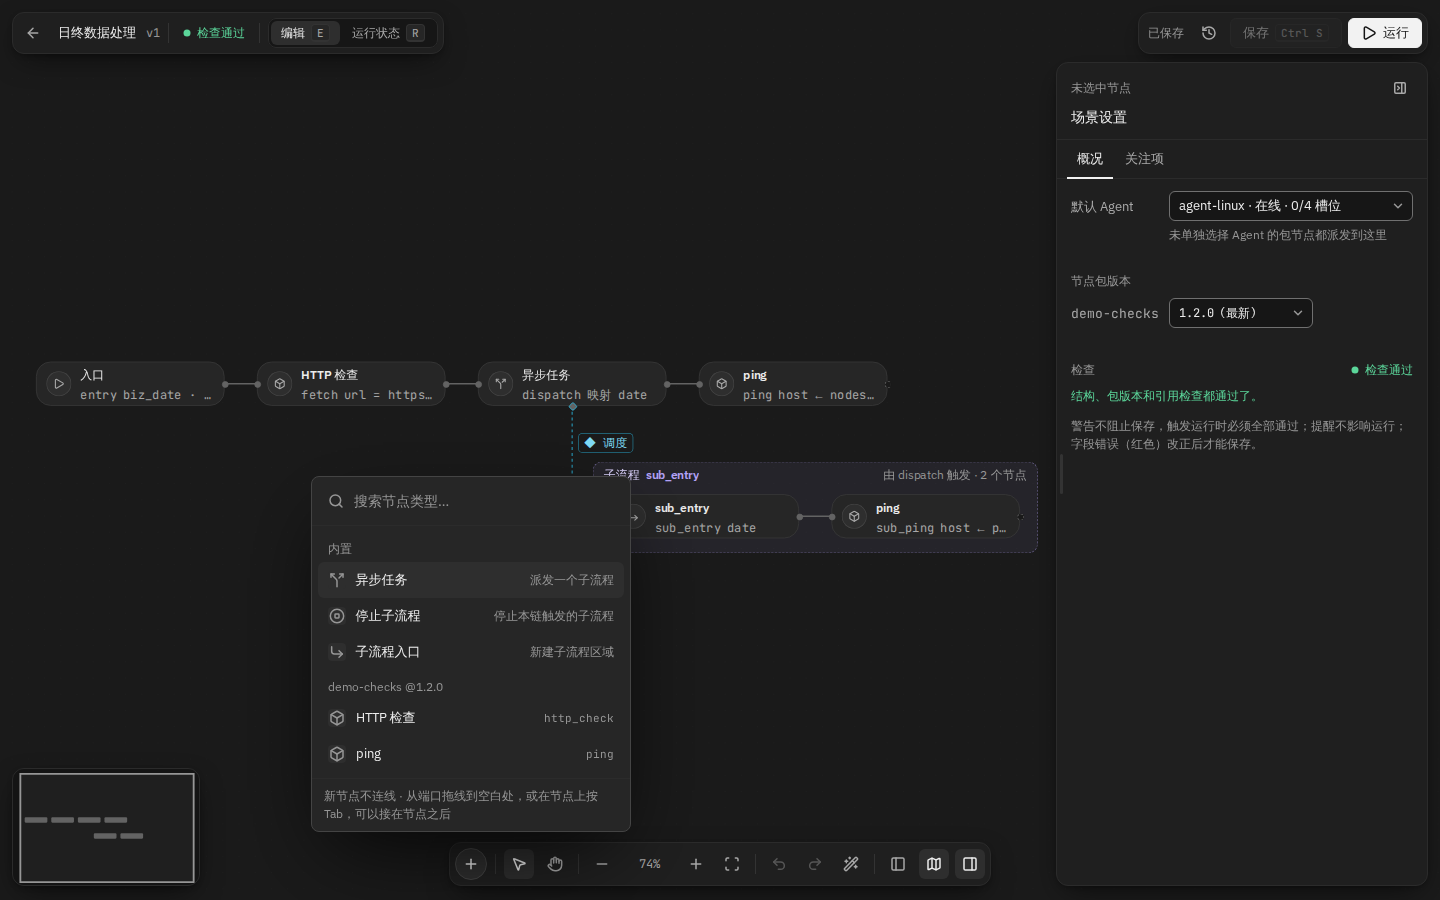 日终数据处理 v1 检查通过 编辑 E 运行状态 R
已保存 保存 Ctrl S 运行
未选中节点
场景设置
概况 关注项
默认 Agent agent-linux · 在线 · 0/4 槽位
未单独选择 Agent 的包节点都派发到这里
节点包版本
demo-checks 1.2.0 (最新)
检查 检查通过
结构、包版本和引用检查都通过了。
警告不阻止保存，触发运行时必须全部通过；提醒不影响运行；
字段错误（红色）改正后才能保存。
入口
entry biz_date · …
HTTP 检查
fetch url = https…
异步任务
dispatch 映射 date
ping
ping host ← nodes…
调度
子流程 sub_entry 由 dispatch 触发 · 2 个节点
sub_entry
sub_entry date
ping
sub_ping host ← p…
搜索节点类型...
内置
异步任务 派发一个子流程
停止子流程 停止本链触发的子流程
子流程入口 新建子流程区域
demo-checks @1.2.0
HTTP 检查 http_check
ping ping
新节点不连线 · 从端口拖线到空白处，或在节点上按
Tab，可以接在节点之后
74%